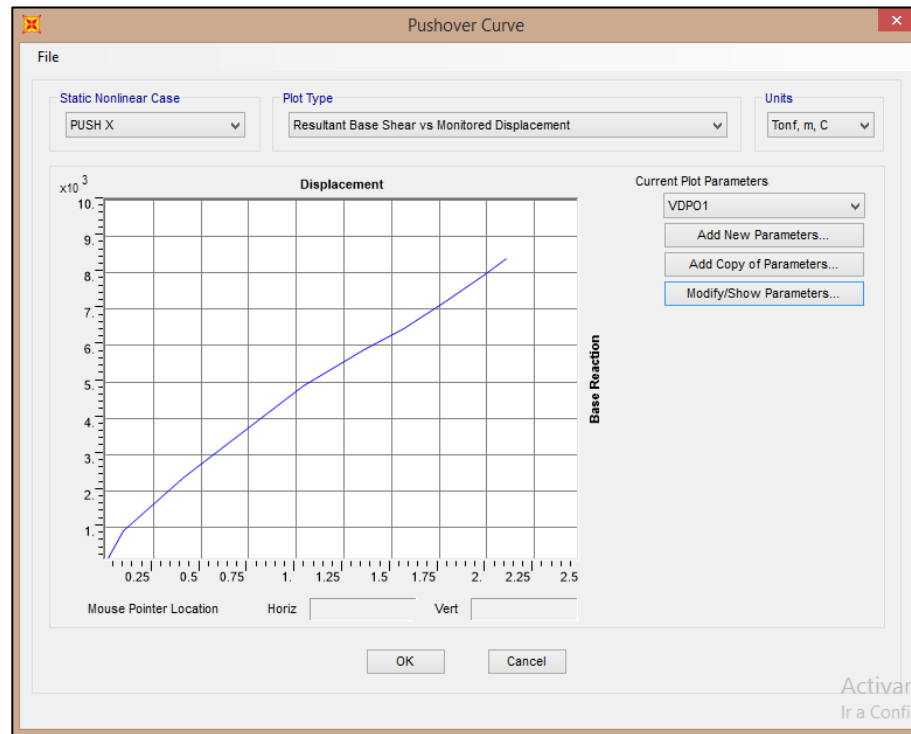 Pushover Curve
File
Static Nonlinear Case
Plot Type
Units
PUSH X
Resultant Base Shear vs Monitored Displacement
Tonf, m, C
x10 3
Displacement
10.
9.
8.
7.
6.
5.
4.
3.
2.
1.
0.25 0.5 0.75 1. 1.25 1.5 1.75 2. 2.25 2.5
Base Reaction
Current Plot Parameters
VDPO1
Add New Parameters...
Add Copy of Parameters...
Modify/Show Parameters...
Mouse Pointer Location Horiz Vert
OK Cancel
Activar
Ir a Confi